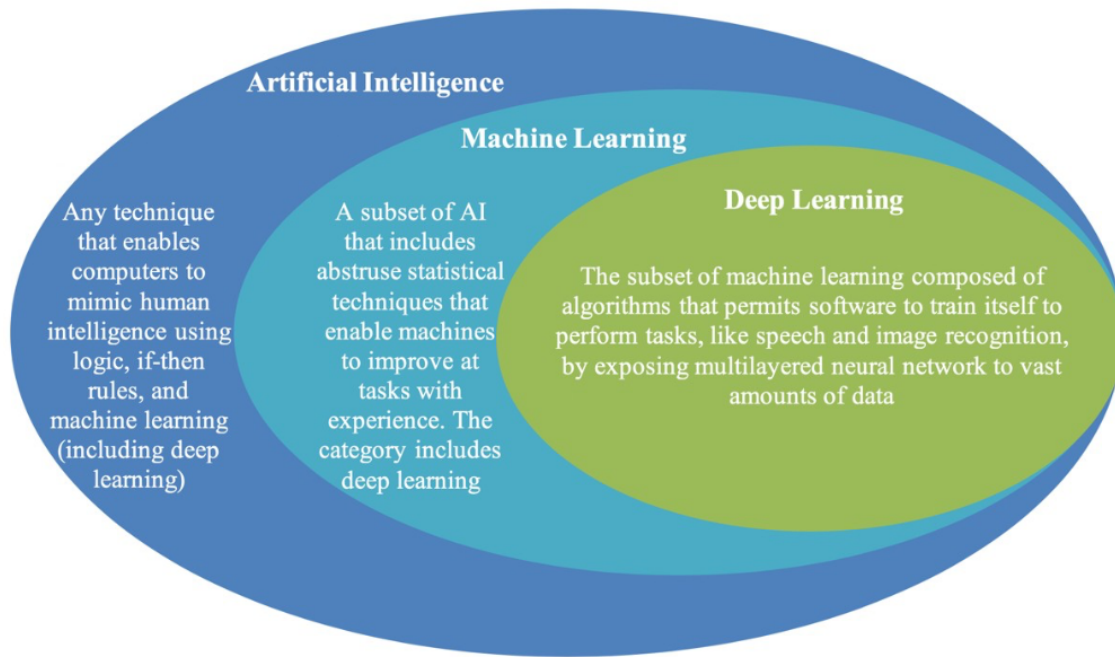 Artificial Intelligence
Any technique
that enables
computers to
mimic human
intelligence using
logic, if-then
rules, and
machine learning
(including deep
learning)
Machine Learning
A subset of AI
that includes
abstruse statistical
techniques that
enable machines
to improve at
tasks with
experience. The
category includes
deep learning
Deep Learning
The subset of machine learning composed of
algorithms that permits software to train itself to
perform tasks, like speech and image recognition,
by exposing multilayered neural network to vast
amounts of data